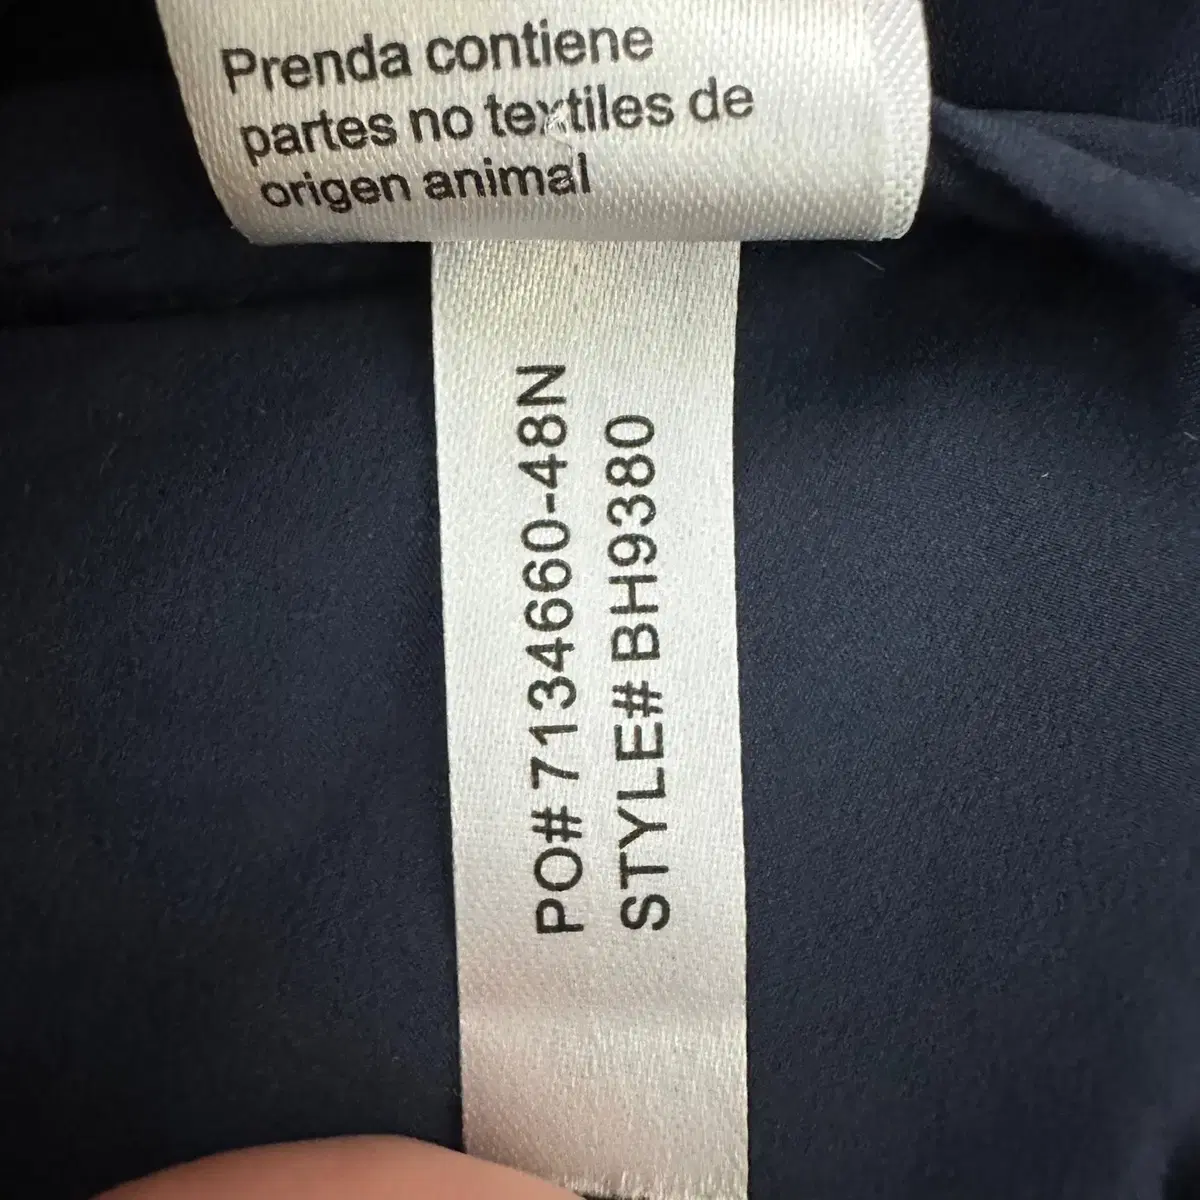 Prenda contiene
partes no textiles de
origen animal
PO# 7134660-48N
STYLE# BH9380